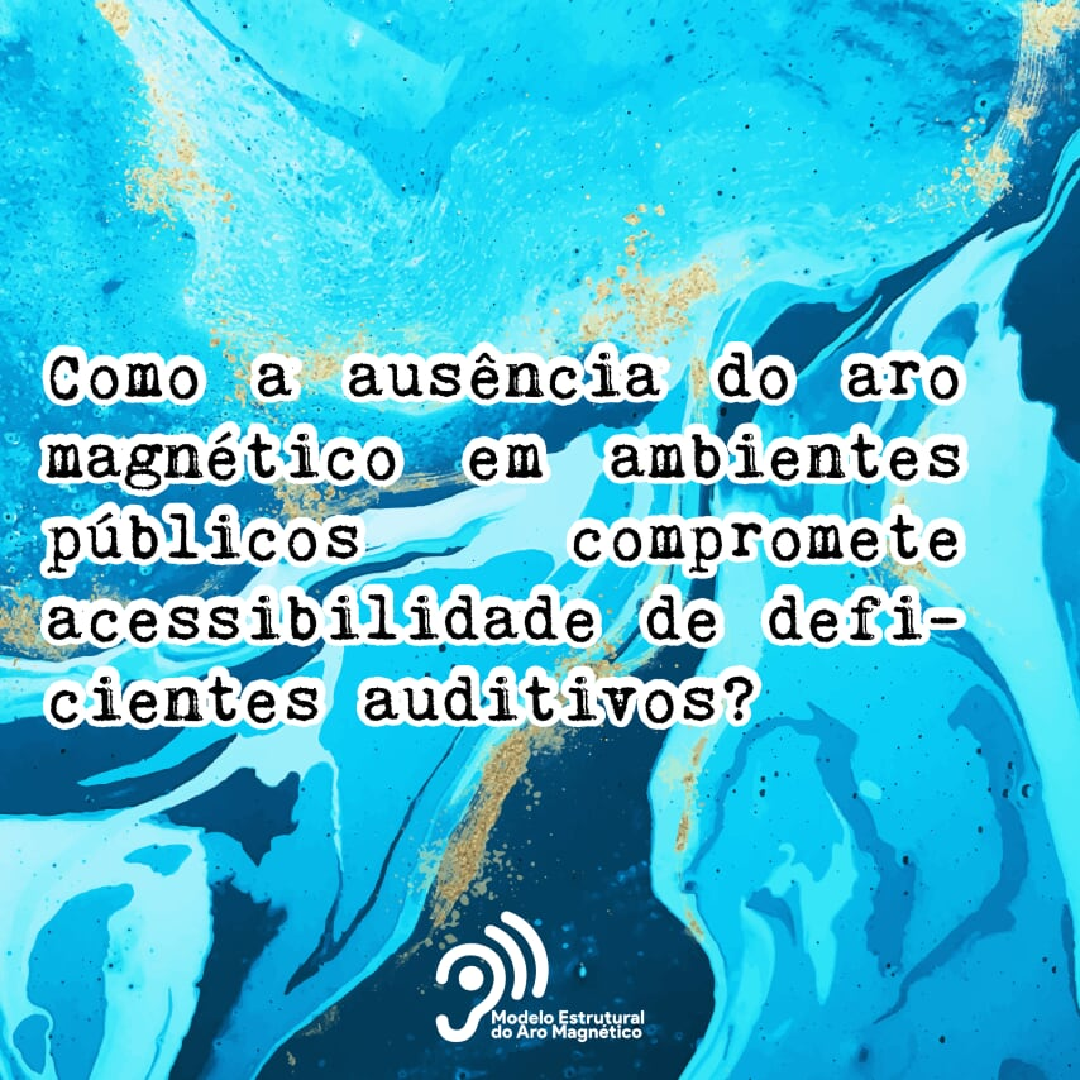 Como a ausência do aro
magnético em ambientes
públicos compromete
acessibilidade de defi-
cientes auditivos?
Modelo Estrutural
do Aro Magnético